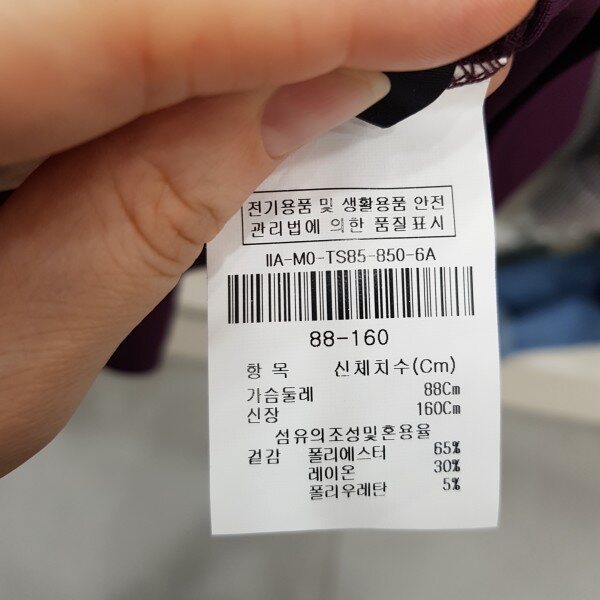 전기용품 및 생활용품 안전
관리법에 의한 품질표시
IIA-MO-TS85-850-6A
88-160
항 목 신체치수(Cm)
가슴둘레 88Cm
신장 160Cm
섬유의조성및혼용율
겉감 폴리에스터 65%
레이온 30%
폴리우레탄 5%